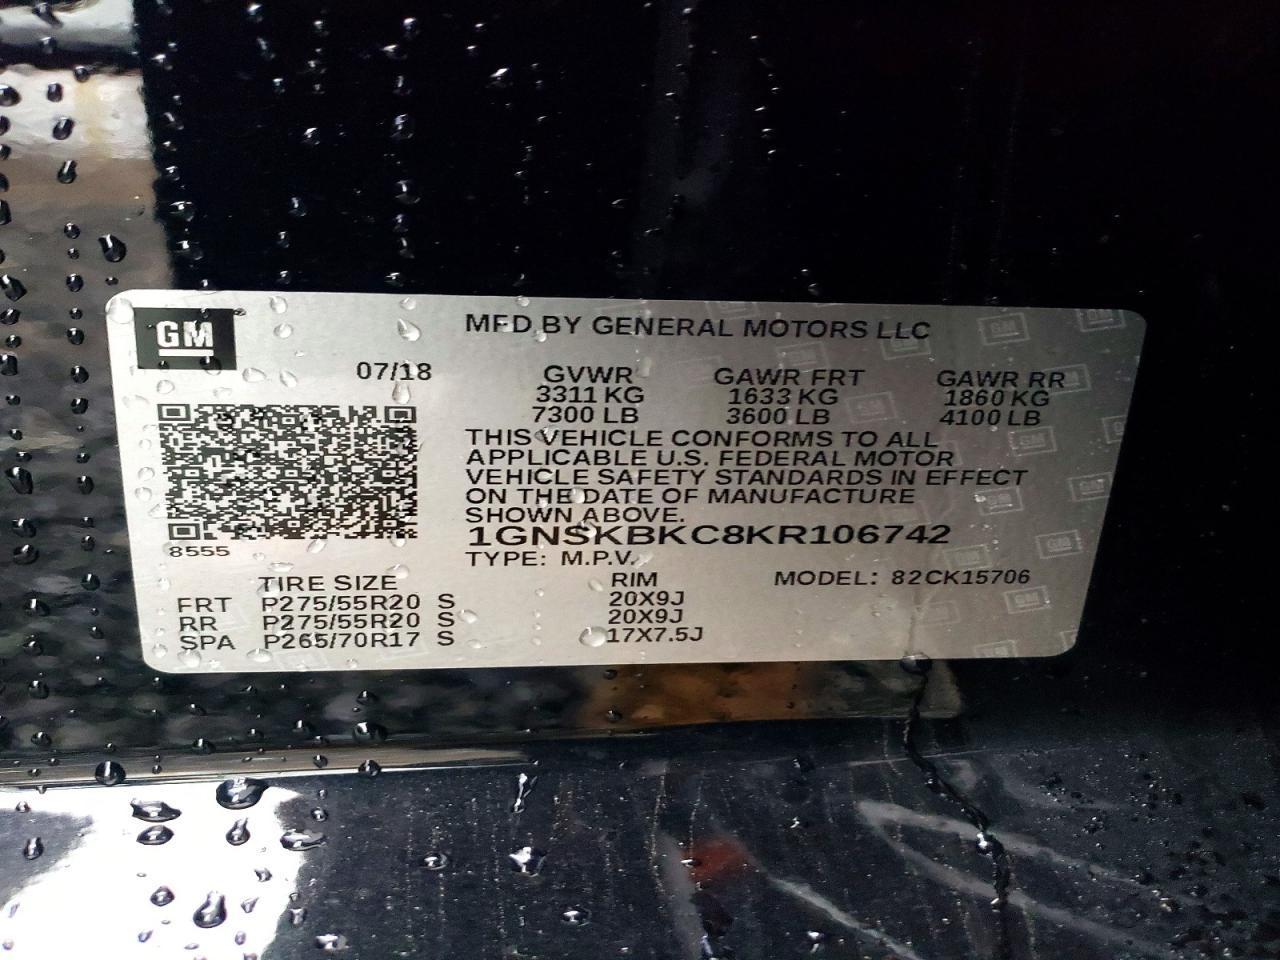 GM
MFD BY GENERAL MOTORS LLC
07/18 GVWR GAWR FRT GAWR RR
3311 KG 1633 KG 1860 KG
7300 LB 3600 LB 4100 LB
THIS VEHICLE CONFORMS TO ALL
APPLICABLE U.S. FEDERAL MOTOR
VEHICLE SAFETY STANDARDS IN EFFECT
ON THE DATE OF MANUFACTURE
SHOWN ABOVE.
1GNSKBKC8KR106742
8555
TYPE: M.P.V.
TIRE SIZE RIM MODEL: 82CK15706
FRT P275/55R20 S 20X9J
RR P275/55R20 S 20X9J
SPA P265/70R17 S 17X7.5J